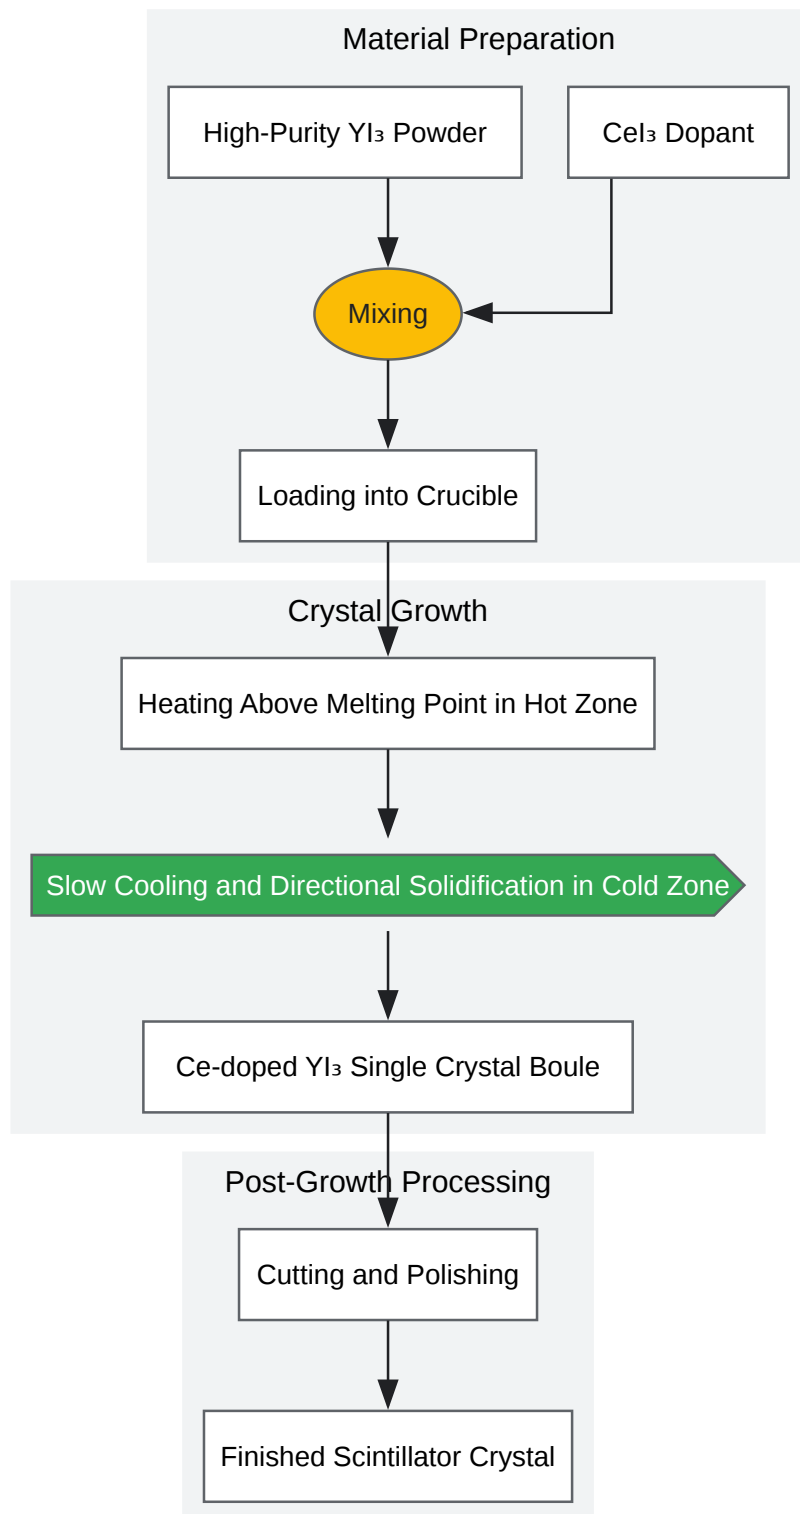 Material Preparation
High-Purity YI₃ Powder
CeI₃ Dopant
Mixing
Loading into Crucible
Crystal Growth
Heating Above Melting Point in Hot Zone
Slow Cooling and Directional Solidification in Cold Zone
Ce-doped YI₃ Single Crystal Boule
Post-Growth Processing
Cutting and Polishing
Finished Scintillator Crystal